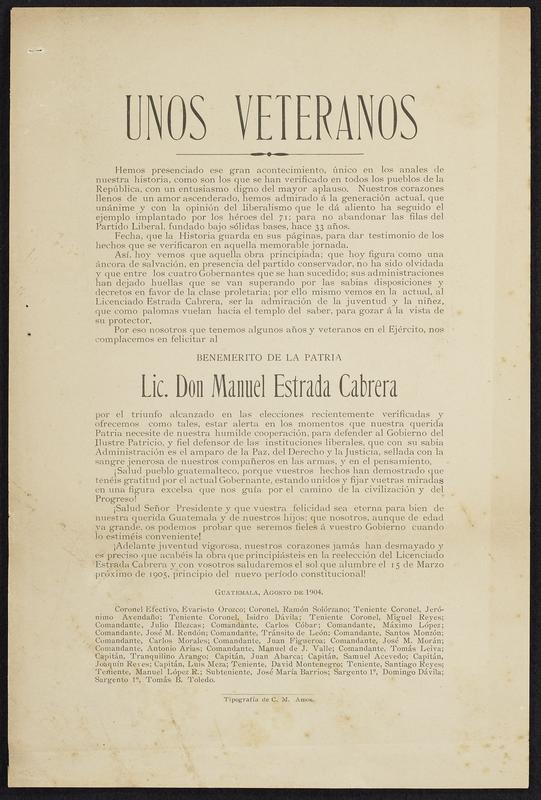 UNOS VETERANOS
Hemos presenciado ese gran acontecimiento, único en los anales de
nuestra historia, como son los que se han verificado en todos los pueblos de la
República, con un entusiasmo digno del mayor aplauso. Nuestros corazones
llenos de un amor ascenderado, hemos admirado á la generación actual, que
unánime y con la opinión del liberalismo que le dá aliento ha seguido el
ejemplo implantado por los héroes del 71; para no abandonar las filas del
Partido Liberal, fundado bajo sólidas bases, hace 33 años.
Fecha, que la Historia guarda en sus páginas, para dar testimonio de los
hechos que se verificaron en aquella memorable jornada.
Así, hoy vemos que aquella obra principiada; que hoy figura como una
áncora de salvación, en presencia del partido conservador, no ha sido olvidada
y que entre los cuatro Gobernantes que se han sucedido; sus administraciones
han dejado huellas que se van superando por las sabias disposiciones y
decretos en favor de la clase proletaria; por ello mismo vemos en la actual, al
Licenciado Estrada Cabrera, ser la admiración de la juventud y la niñez,
que como palomas vuelan hacia el templo del saber, para gozar á la vista de
su protector.
Por eso nosotros que tenemos algunos años y veteranos en el Ejército, nos
complacemos en felicitar al
BENEMERITO DE LA PATRIA
Lic. Don Manuel Estrada Cabrera
por el triunfo alcanzado en las elecciones recientemente verificadas y
ofrecemos como tales, estar alerta en los momentos que nuestra querida
Patria necesite de nuestra humilde cooperación, para defender al Gobierno del
Ilustre Patricio, y fiel defensor de las instituciones liberales, que con su sabia
Administración es el amparo de la Paz, del Derecho y la Justicia, sellada con la
sangre jenerosa de nuestros compañeros en las armas, y en el pensamiento.
¡Salud pueblo guatemalteco, porque vuestros hechos han demostrado que
tenéis gratitud por el actual Gobernante, estando unidos y fijar vuetras miradas
en una figura excelsa que nos guía por el camino de la civilización y del
Progreso!
¡Salud Señor Presidente y que vuestra felicidad sea eterna para bien de
nuestra querida Guatemala y de nuestros hijos; que nosotros, aunque de edad
ya grande, os podemos probar que seremos fieles á vuestro Gobierno cuando
lo estiméis conveniente!
¡Adelante juventud vigorosa, nuestros corazones jamás han desmayado y
es preciso que acabéis la obra que principiásteis en la reelección del Licenciado
Estrada Cabrera y con vosotros saludaremos el sol que alumbre el 15 de Marzo
próximo de 1905, principio del nuevo período constitucional!
GUATEMALA, AGOSTO DE 1904.
Coronel Efectivo, Evaristo Orozco; Coronel, Ramón Solórzano; Teniente Coronel, Jeró-
nimo Avendaño; Teniente Coronel, Isidro Dávila; Teniente Coronel, Miguel Reyes;
Comandante, Julio Illezcas; Comandante, Carlos Cóbar; Comandante, Máximo López;
Comandante, José M. Rendón; Comandante, Tránsito de León; Comandante, Santos Monzón;
Comandante, Carlos Morales; Comandante, Juan Figueroa; Comandante, José M. Morán;
Comandante, Antonio Arias; Comandante, Manuel de J. Valle; Comandante, Tomás Leiva;
Capitán, Tranquilino Arango; Capitán, Juan Abarca; Capitán, Samuel Acevedo; Capitán,
Joaquín Reyes; Capitán, Luis Meza; Teniente, David Montenegro; Teniente, Santiago Reyes;
Teniente, Manuel López R.; Subteniente, José María Barrios; Sargento 1º, Domingo Dávila;
Sargento 1º, Tomás B. Toledo.
Tipografía de C. M. Amos.